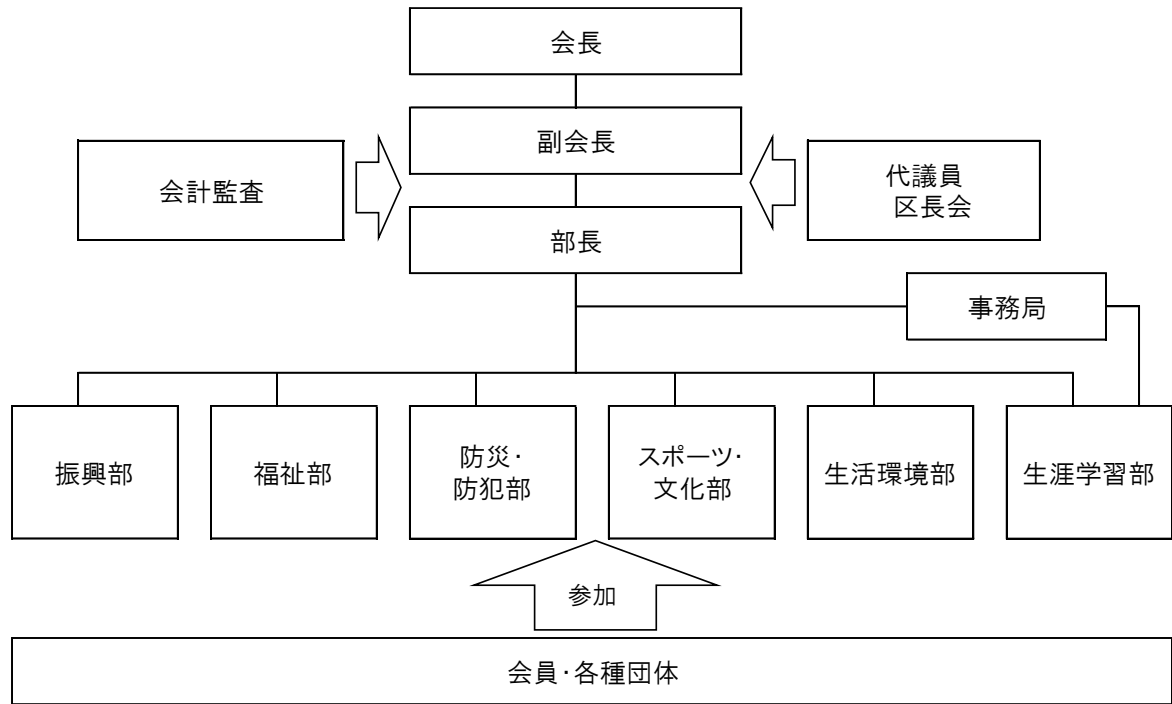 会長
副会長
会計監査
代議員
区長会
部長
事務局
振興部
福祉部
防災・
防犯部
スポーツ・
文化部
生活環境部
生涯学習部
参加
会員・各種団体